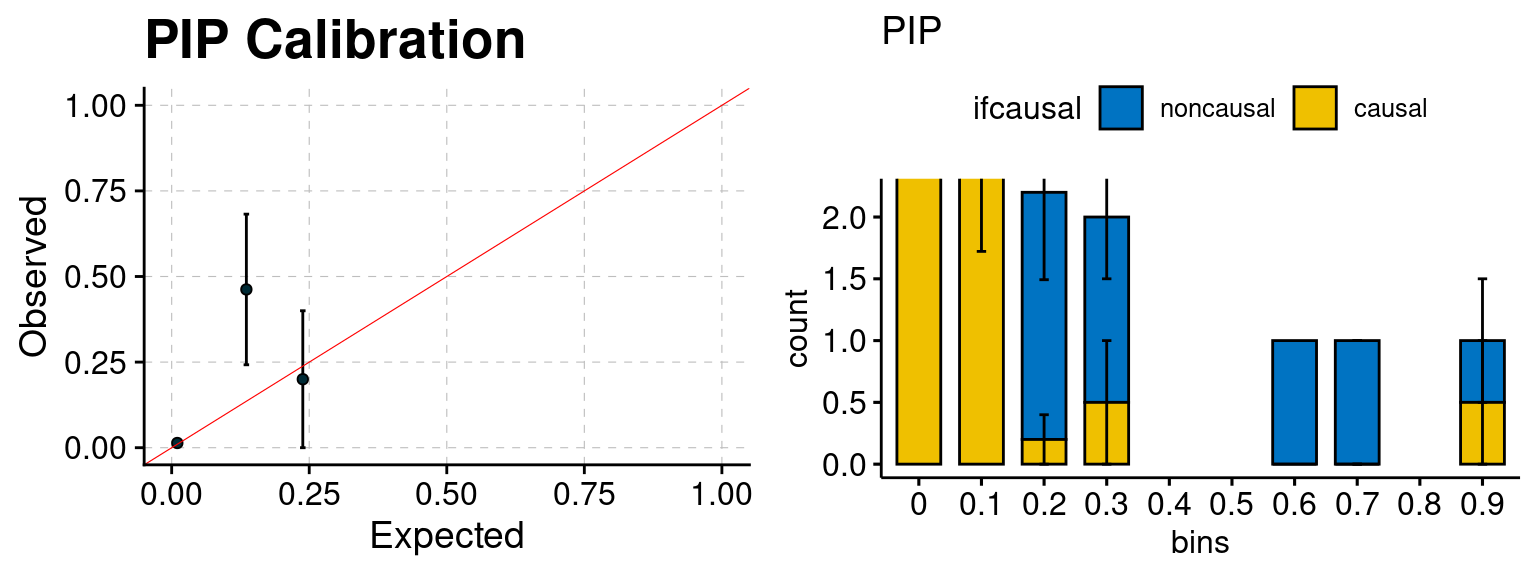 PIP Calibration
1.00
0.75
0.50
0.25
0.00
Observed
0.00 0.25 0.50 0.75 1.00
Expected
PIP
ifcausal noncausal causal
2.0
1.5
1.0
0.5
0.0
count
0 0.1 0.2 0.3 0.4 0.5 0.6 0.7 0.8 0.9
bins